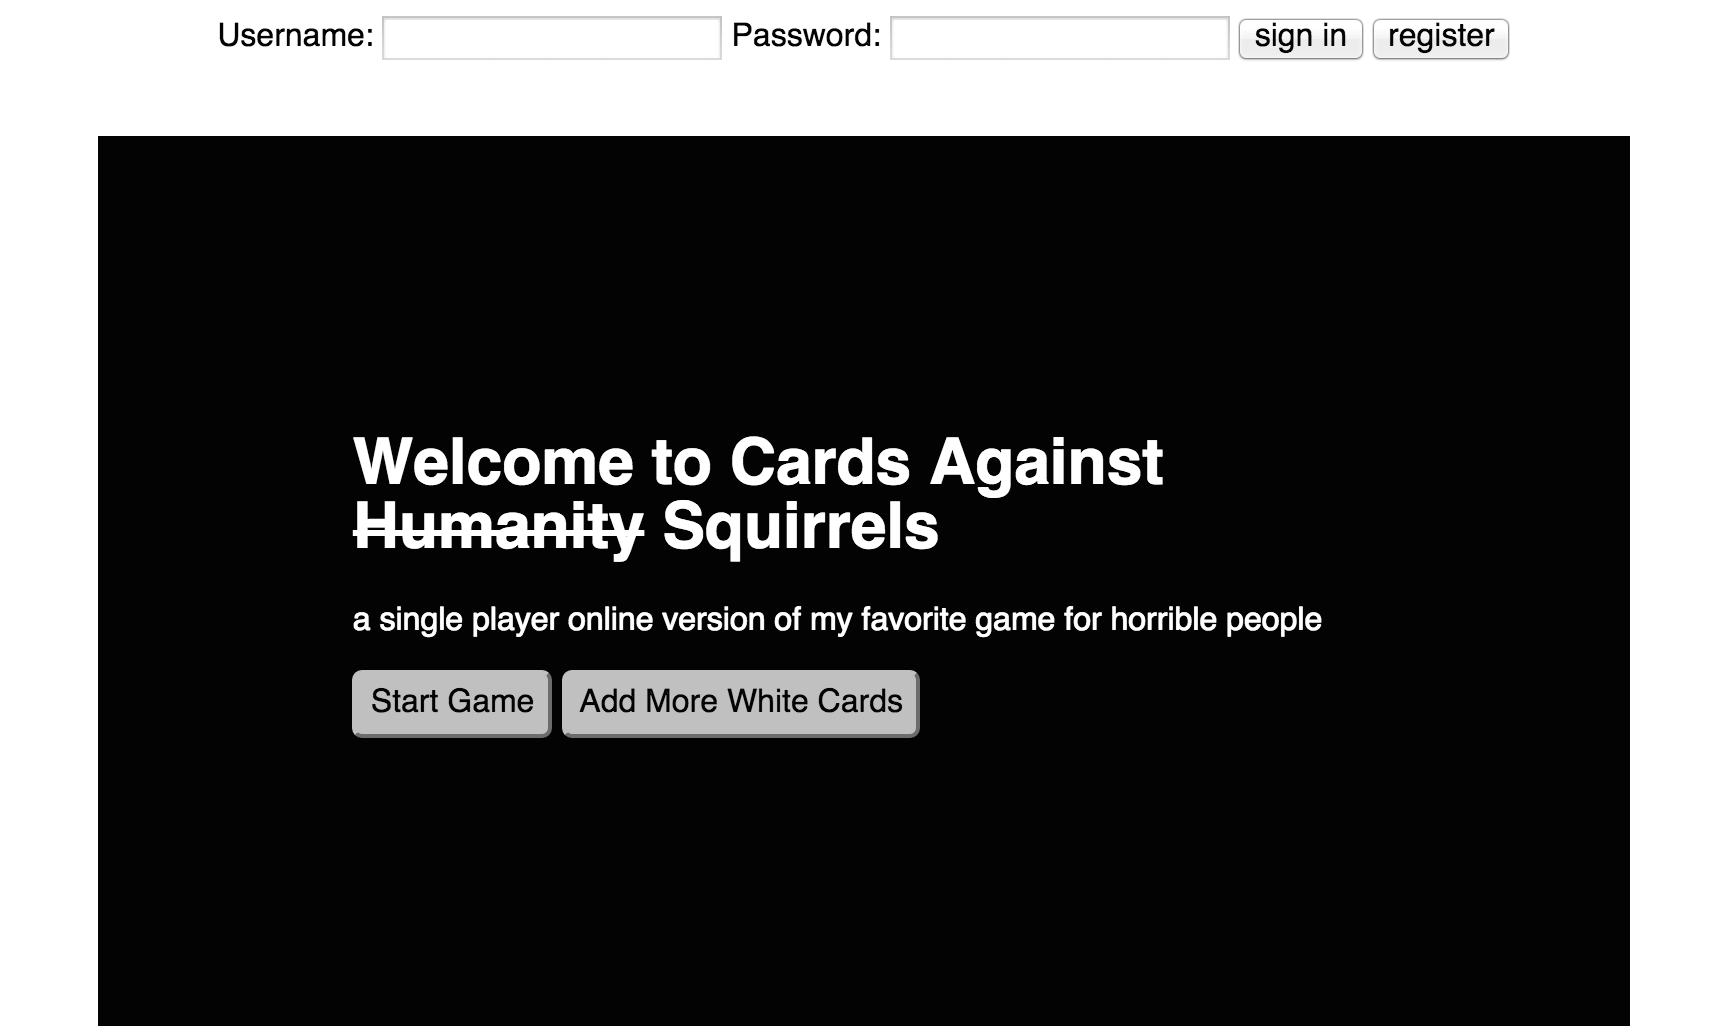 Username: Password: sign in register
Welcome to Cards Against
Humanity Squirrels
a single player online version of my favorite game for horrible people
Start Game Add More White Cards